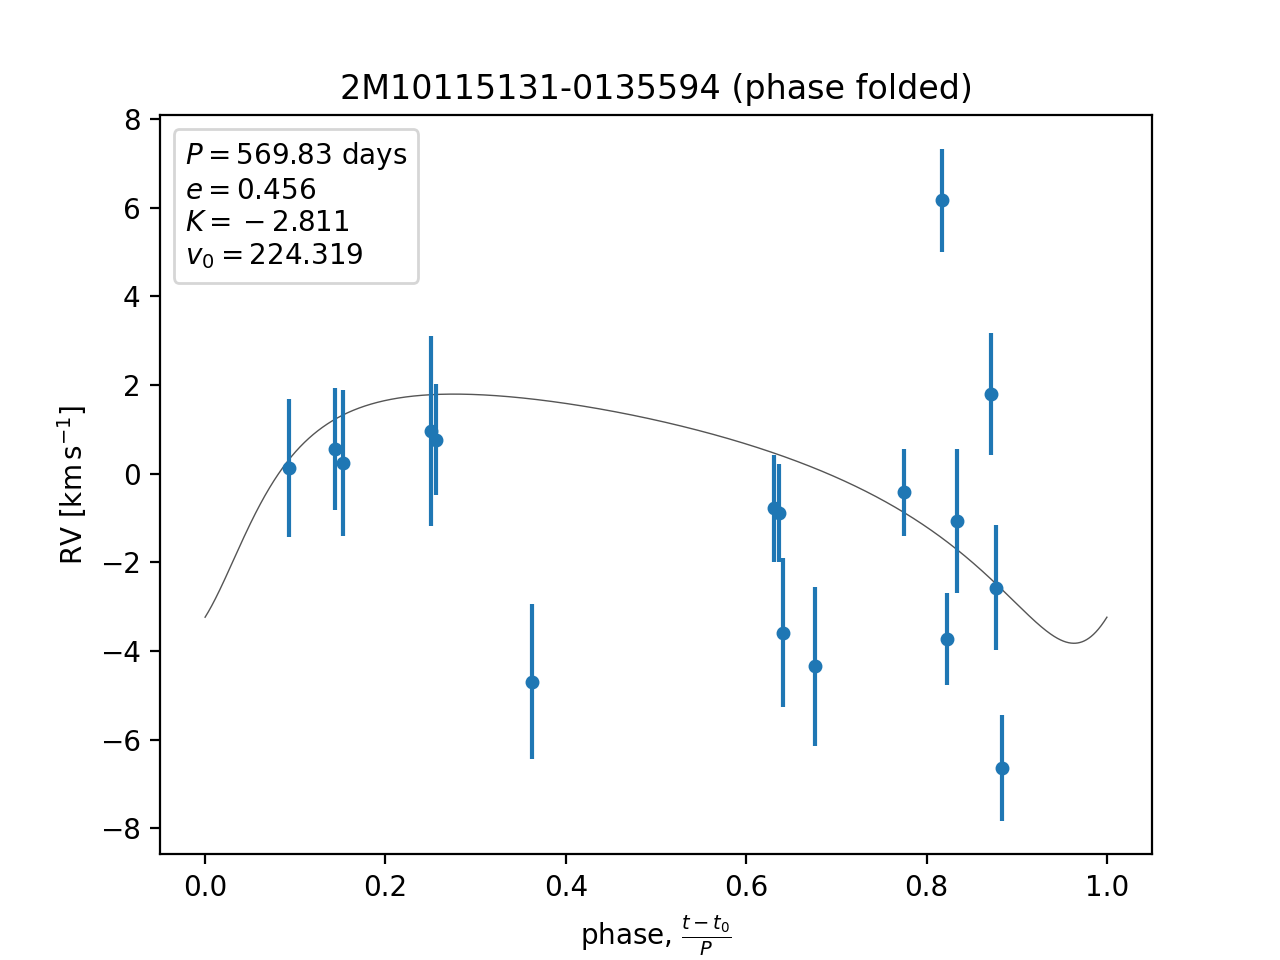 2M10115131-0135594 (phase folded)
P = 569.83 days
e = 0.456
K = −2.811
v₀ = 224.319
RV [km s⁻¹]
8
6
4
2
0
−2
−4
−6
−8
0.0 0.2 0.4 0.6 0.8 1.0
phase, (t − t₀)/P